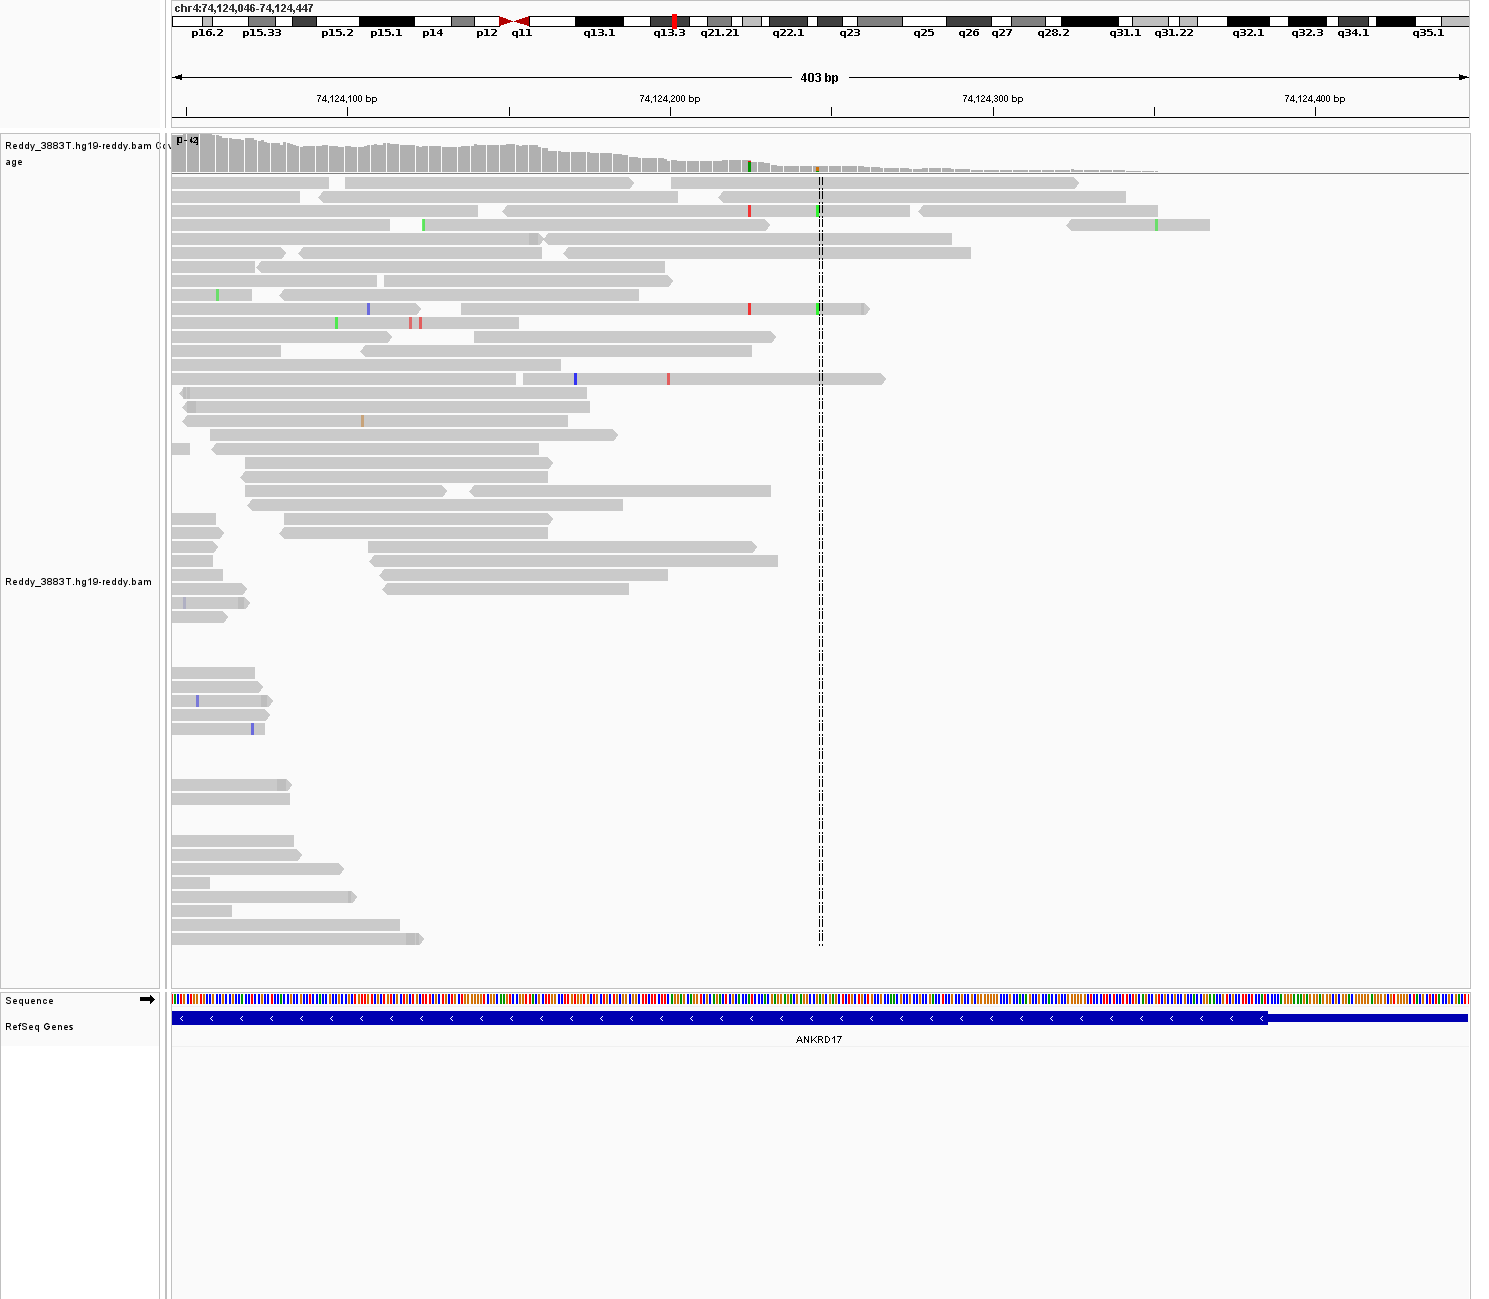 chr4:74,124,046-74,124,447
p16.2 p15.33 p15.2 p15.1 p14 p12 q11 q13.1 q13.3 q21.21 q22.1 q23 q25 q26 q27 q28.2 q31.1 q31.22 q32.1 q32.3 q34.1 q35.1
403 bp
74,124,100 bp 74,124,200 bp 74,124,300 bp 74,124,400 bp
Reddy_3883T.hg19-reddy.bam Cov
age
[0 - 42]
Reddy_3883T.hg19-reddy.bam
Sequence
RefSeq Genes
ANKRD17